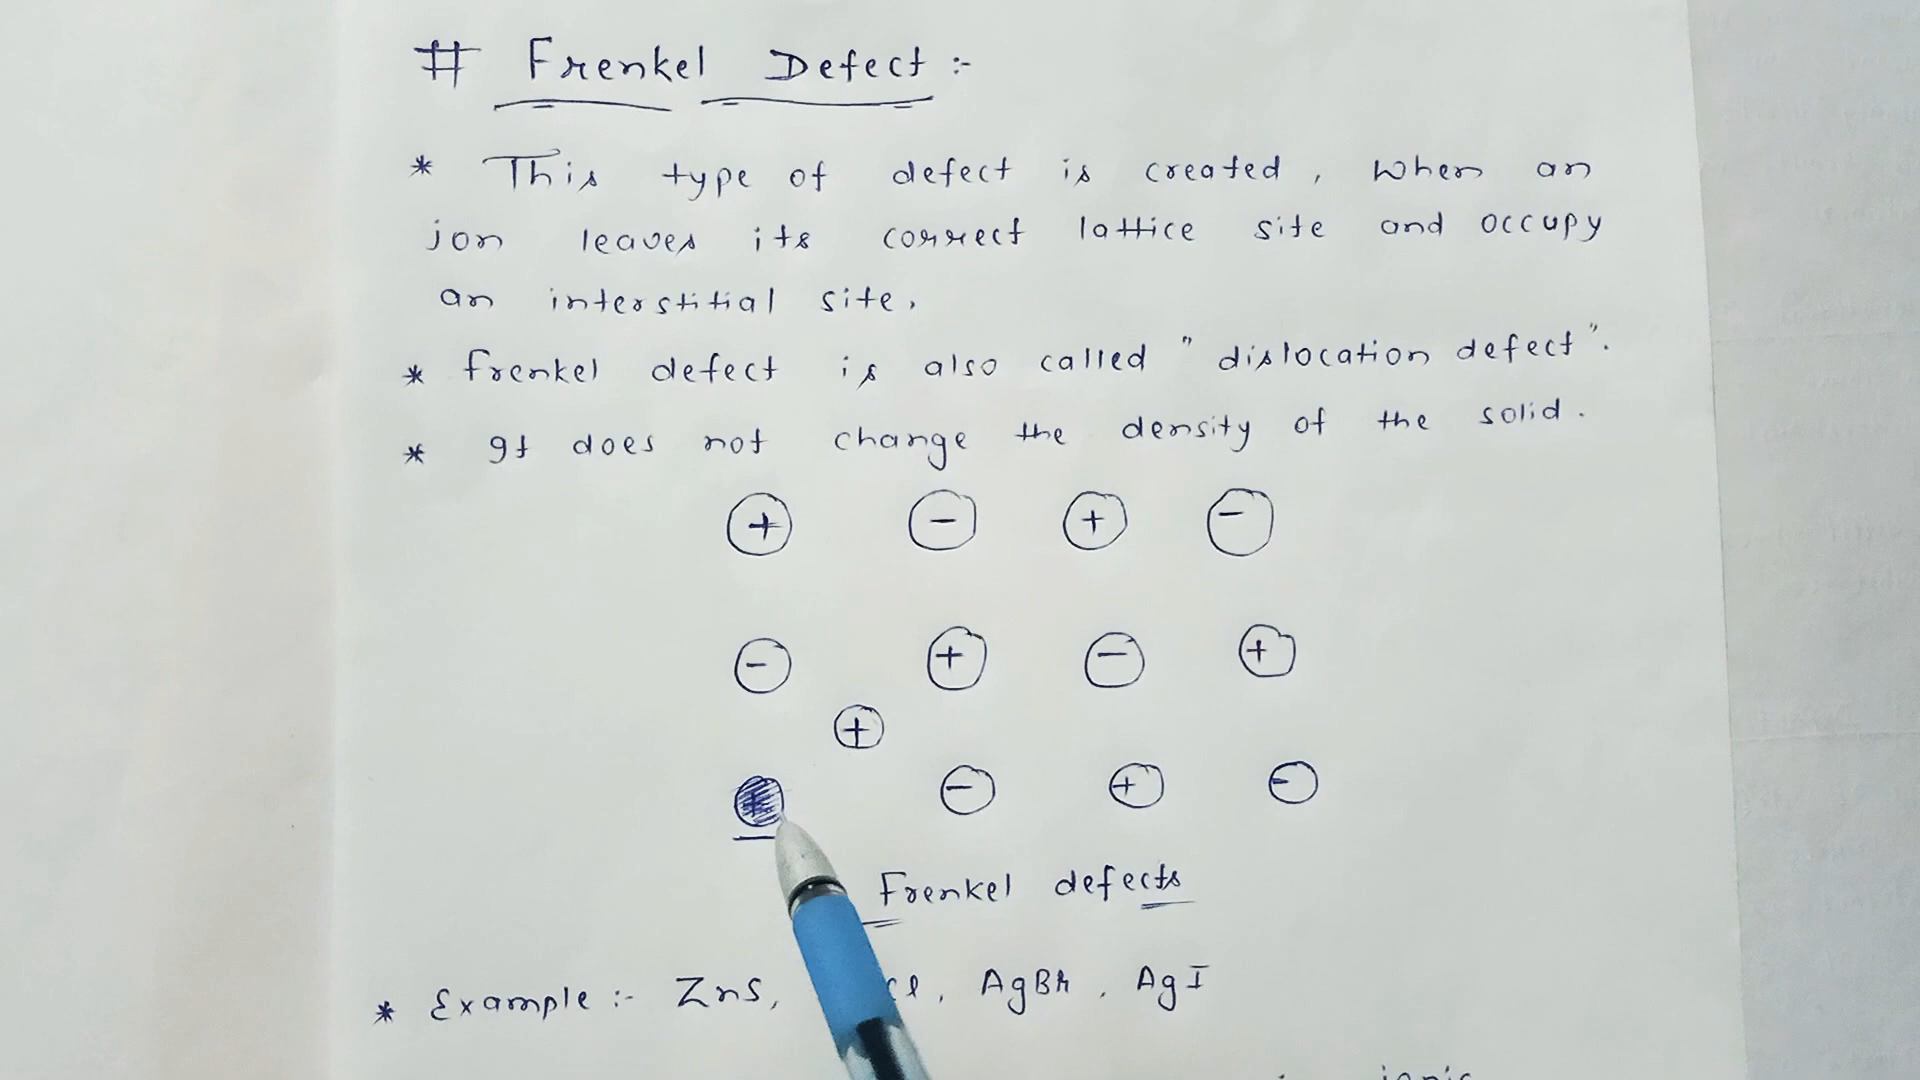 # Frenkel Defect :-
* This type of defect is created, when an
ion leaves its correct lattice site and occupy
an interstitial site.
* frenkel defect is also called "dislocation defect".
* It does not change the density of the solid.
+ - + -
- + - +
+
+ - + -
Frenkel defects
* Example :- ZnS, Cl, AgBr, AgI
ionic